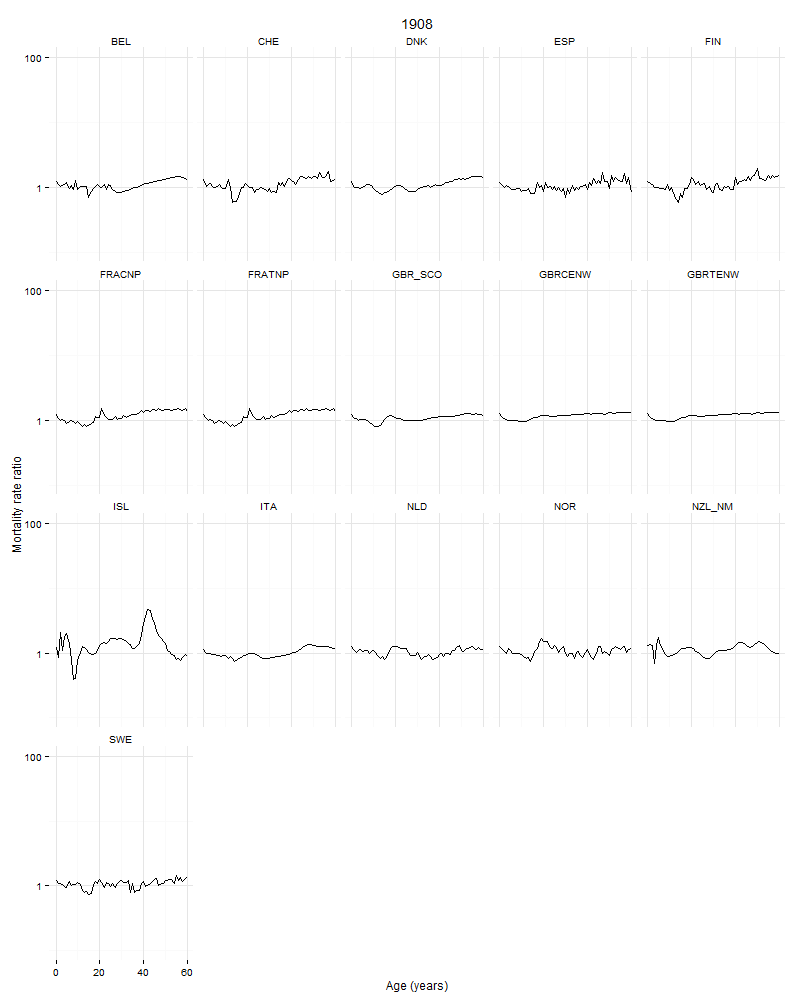 1908
BEL CHE DNK ESP FIN
100
1
FRACNP FRATNP GBR_SCO GBRCENW GBRTENW
100
1
Mortality rate ratio
ISL ITA NLD NOR NZL_NM
100
1
SWE
100
1
0 20 40 60
Age (years)